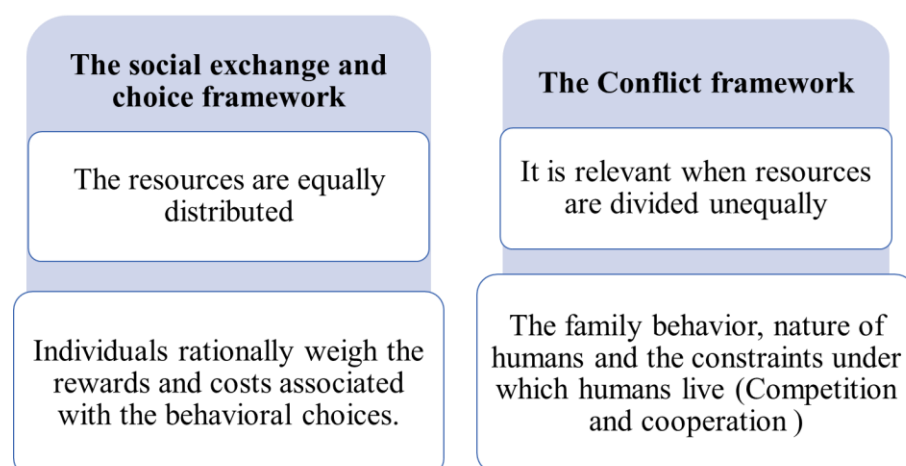 The social exchange and
choice framework
The resources are equally
distributed
Individuals rationally weigh the
rewards and costs associated
with the behavioral choices.
The Conflict framework
It is relevant when resources
are divided unequally
The family behavior, nature of
humans and the constraints under
which humans live (Competition
and cooperation )